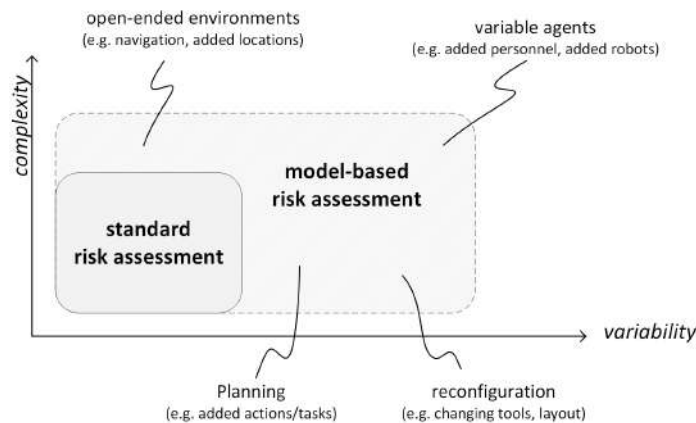 open-ended environments
(e.g. navigation, added locations)
variable agents
(e.g. added personnel, added robots)
complexity
model-based
risk assessment
standard
risk assessment
variability
Planning
(e.g. added actions/tasks)
reconfiguration
(e.g. changing tools, layout)